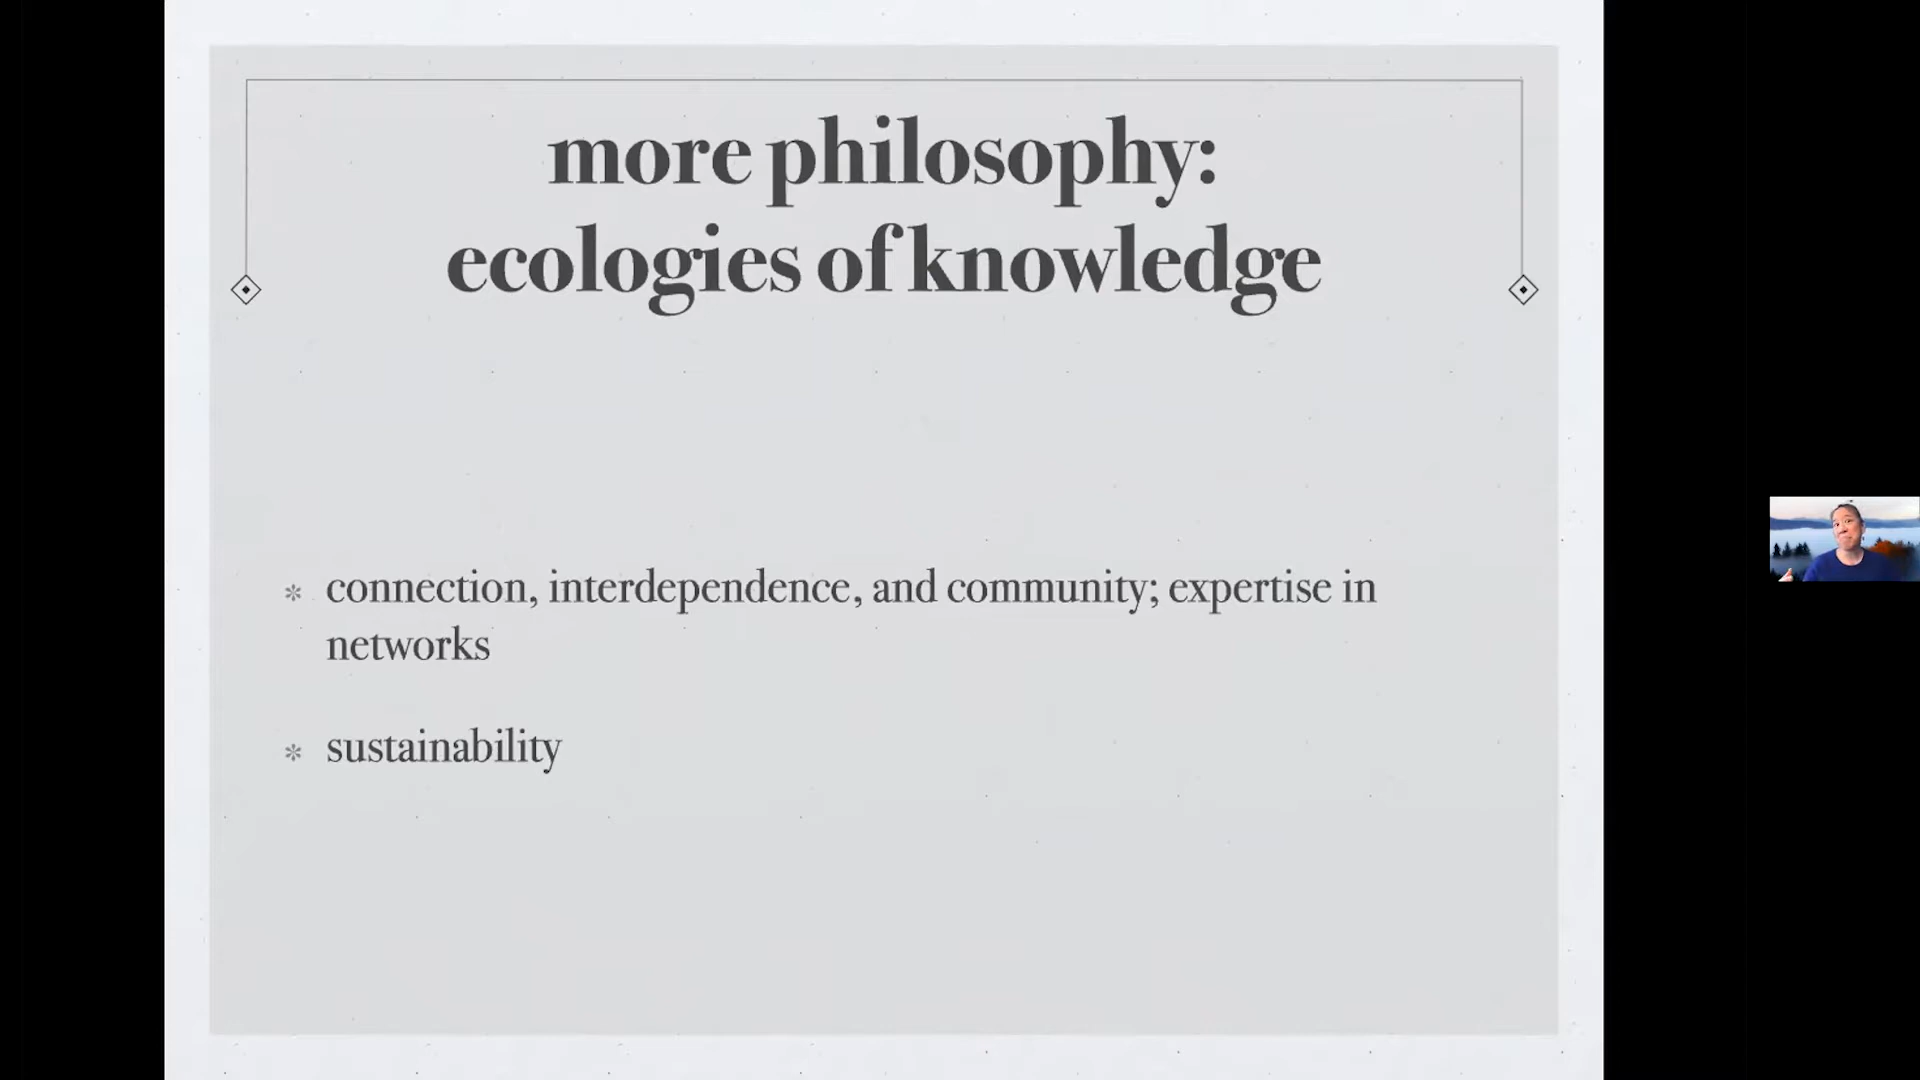 more philosophy:
ecologies of knowledge
connection, interdependence, and community; expertise in
networks
sustainability